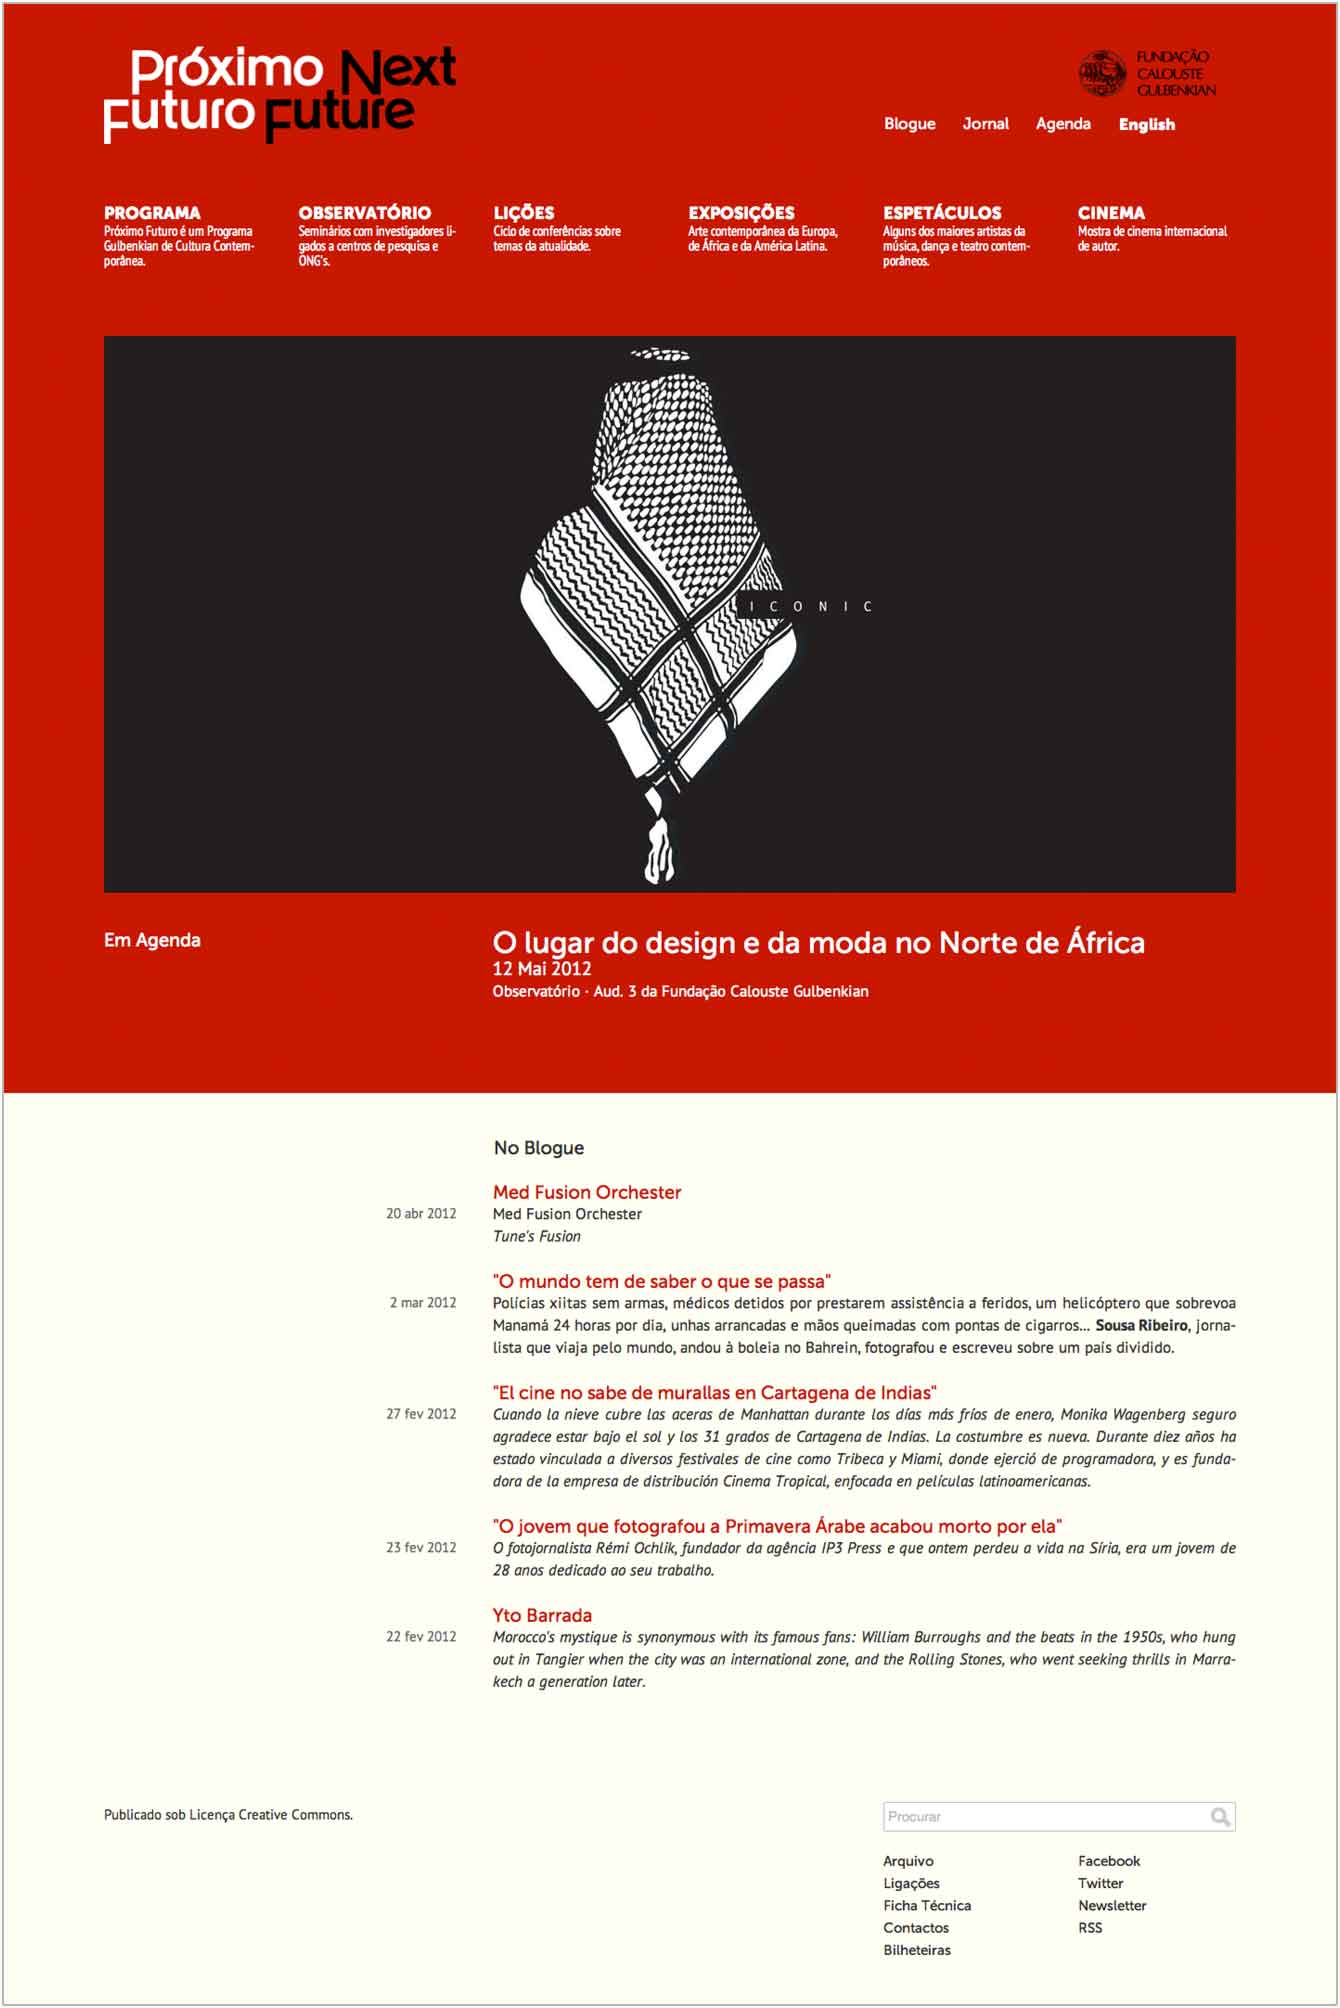 Próximo Next
Futuro Future
FUNDAÇÃO
CALOUSTE
GULBENKIAN
Blogue Jornal Agenda English
PROGRAMA
Próximo Futuro é um Programa
Gulbenkian de Cultura Contem-
porânea.
OBSERVATÓRIO
Seminários com investigadores li-
gados a centros de pesquisa e
ONG's.
LIÇÕES
Ciclo de conferências sobre
temas da atualidade.
EXPOSIÇÕES
Arte contemporânea da Europa,
de África e da América Latina.
ESPETÁCULOS
Alguns dos maiores artistas da
música, dança e teatro contem-
porâneos.
CINEMA
Mostra de cinema internacional
de autor.
ICONIC
Em Agenda
O lugar do design e da moda no Norte de África
12 Mai 2012
Observatório · Aud. 3 da Fundação Calouste Gulbenkian
No Blogue
Med Fusion Orchester
20 abr 2012
Med Fusion Orchester
Tune's Fusion
"O mundo tem de saber o que se passa"
2 mar 2012
Polícias xiitas sem armas, médicos detidos por prestarem assistência a feridos, um helicóptero que sobrevoa
Manamá 24 horas por dia, unhas arrancadas e mãos queimadas com pontas de cigarros... Sousa Ribeiro, jorna-
lista que viaja pelo mundo, andou à boleia no Bahrein, fotografou e escreveu sobre um país dividido.
"El cine no sabe de murallas en Cartagena de Indias"
27 fev 2012
Cuando la nieve cubre las aceras de Manhattan durante los días más fríos de enero, Monika Wagenberg seguro
agradece estar bajo el sol y los 31 grados de Cartagena de Indias. La costumbre es nueva. Durante diez años ha
estado vinculada a diversos festivales de cine como Tribeca y Miami, donde ejerció de programadora, y es funda-
dora de la empresa de distribución Cinema Tropical, enfocada en películas latinoamericanas.
"O jovem que fotografou a Primavera Árabe acabou morto por ela"
23 fev 2012
O fotojornalista Rémi Ochlik, fundador da agência IP3 Press e que ontem perdeu a vida na Síria, era um jovem de
28 anos dedicado ao seu trabalho.
Yto Barrada
22 fev 2012
Morocco's mystique is synonymous with its famous fans: William Burroughs and the beats in the 1950s, who hung
out in Tangier when the city was an international zone, and the Rolling Stones, who went seeking thrills in Marra-
kech a generation later.
Publicado sob Licença Creative Commons.
Procurar
Arquivo
Ligações
Ficha Técnica
Contactos
Bilheteiras
Facebook
Twitter
Newsletter
RSS